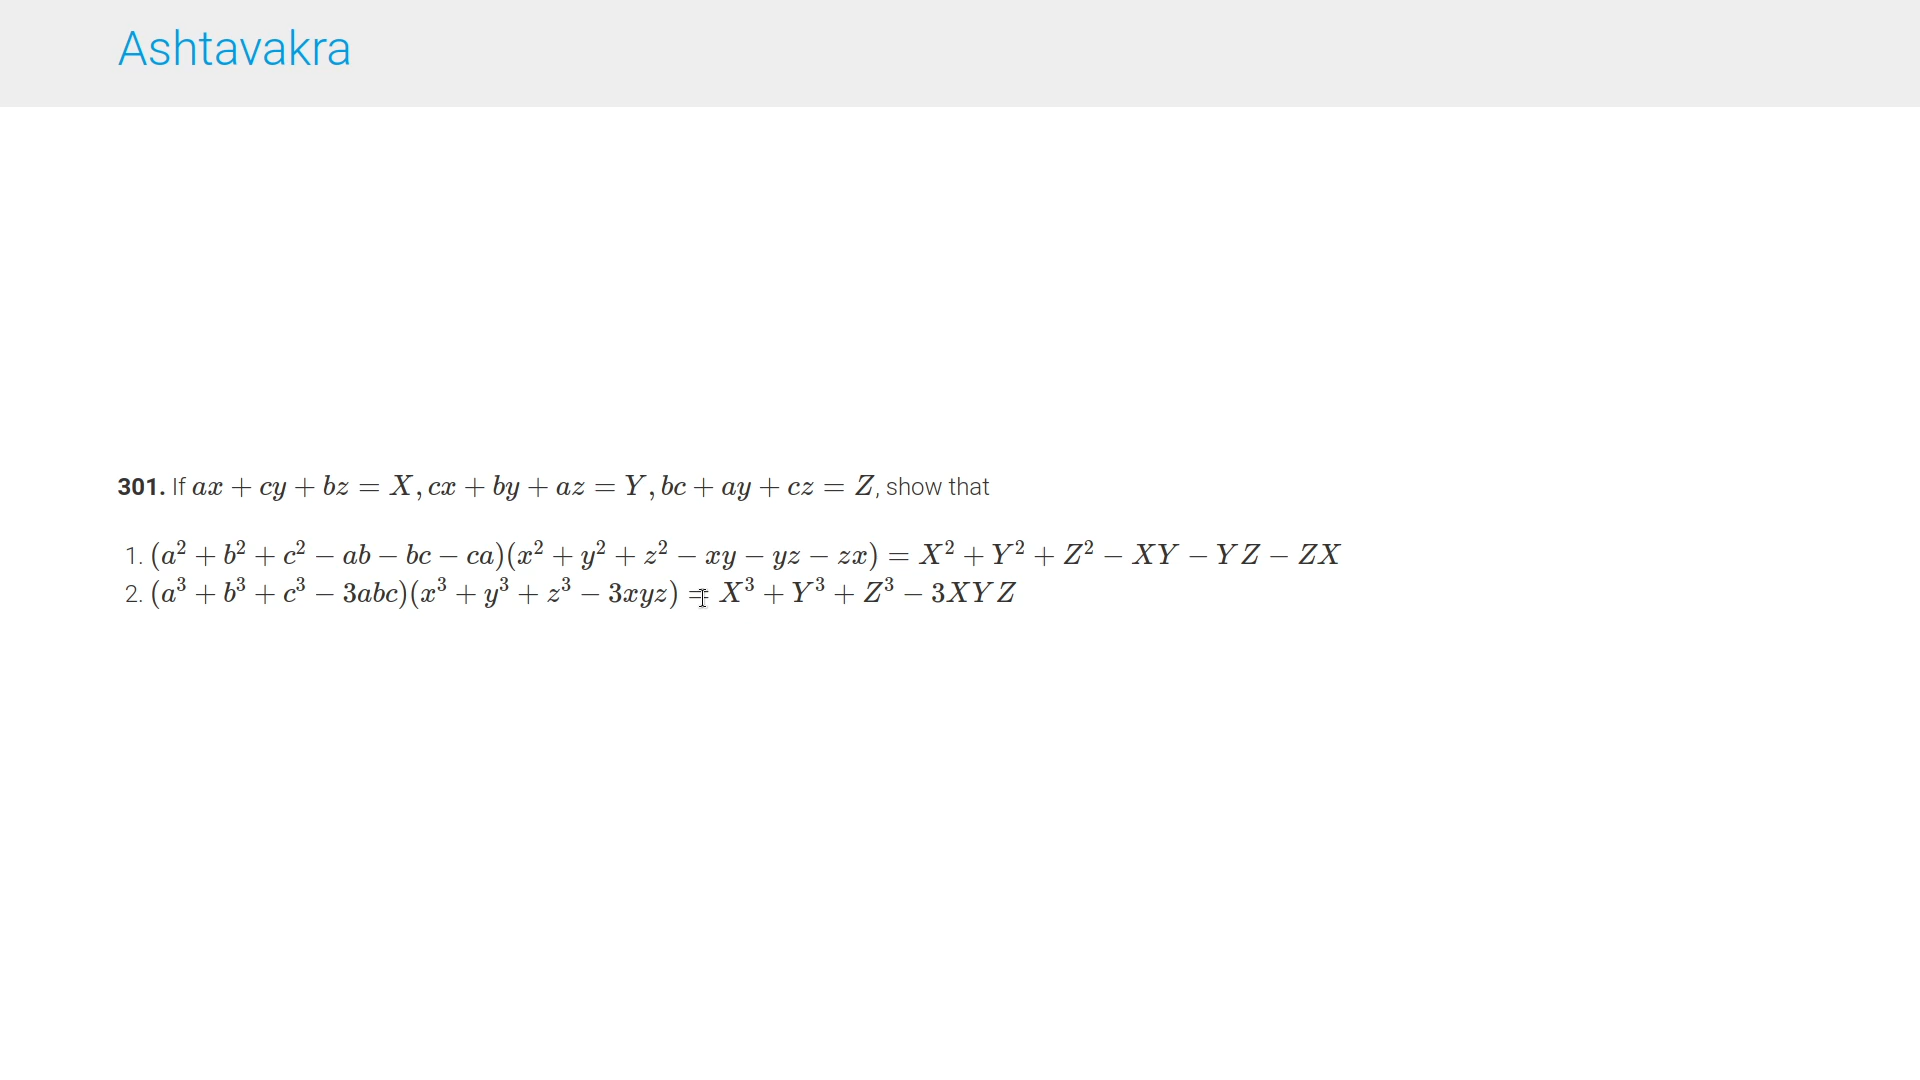 Ashtavakra
301. If ax + cy + bz = X, cx + by + az = Y, bc + ay + cz = Z, show that
1. (a² + b² + c² − ab − bc − ca)(x² + y² + z² − xy − yz − zx) = X² + Y² + Z² − XY − YZ − ZX
2. (a³ + b³ + c³ − 3abc)(x³ + y³ + z³ − 3xyz) = X³ + Y³ + Z³ − 3XYZ